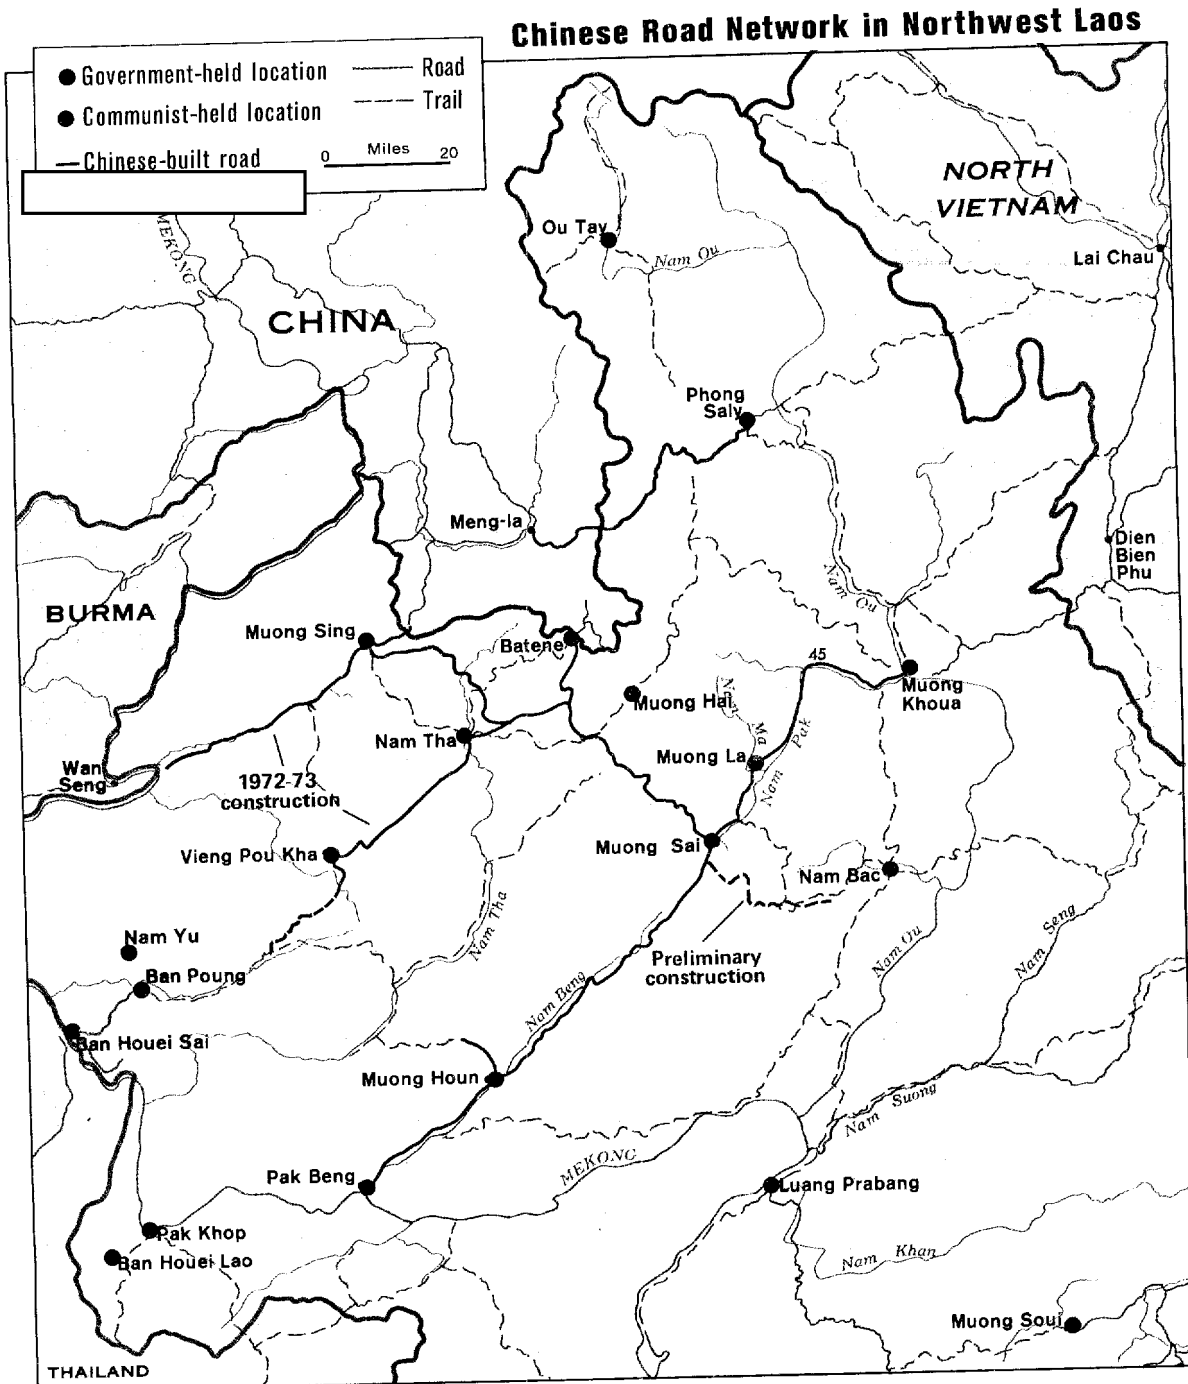 Chinese Road Network in Northwest Laos
Government-held location
Communist-held location
Chinese-built road
Road
Trail
0 Miles 20
NORTH
VIETNAM
Lai Chau
MEKONG
Ou Tay
Nam Ou
CHINA
Phong
Saly
Meng-la
Dien
Bien
Phu
Nam Ou
BURMA
Muong Sing
Batene
45
Muong Hai
Muong
Khoua
Nam Ma
Nam Pak
Nam Tha
Muong La
Wan
Seng
1972-73
construction
Vieng Pou Kha
Muong Sai
Nam Bac
Nam Tha
Nam Yu
Ban Poung
Preliminary
construction
Nam Ou
Nam Seng
Nam Beng
Ban Houei Sai
Muong Houn
Nam Suong
Pak Beng
MEKONG
Luang Prabang
Pak Khop
Ban Houei Lao
Nam Khan
Muong Soui
THAILAND